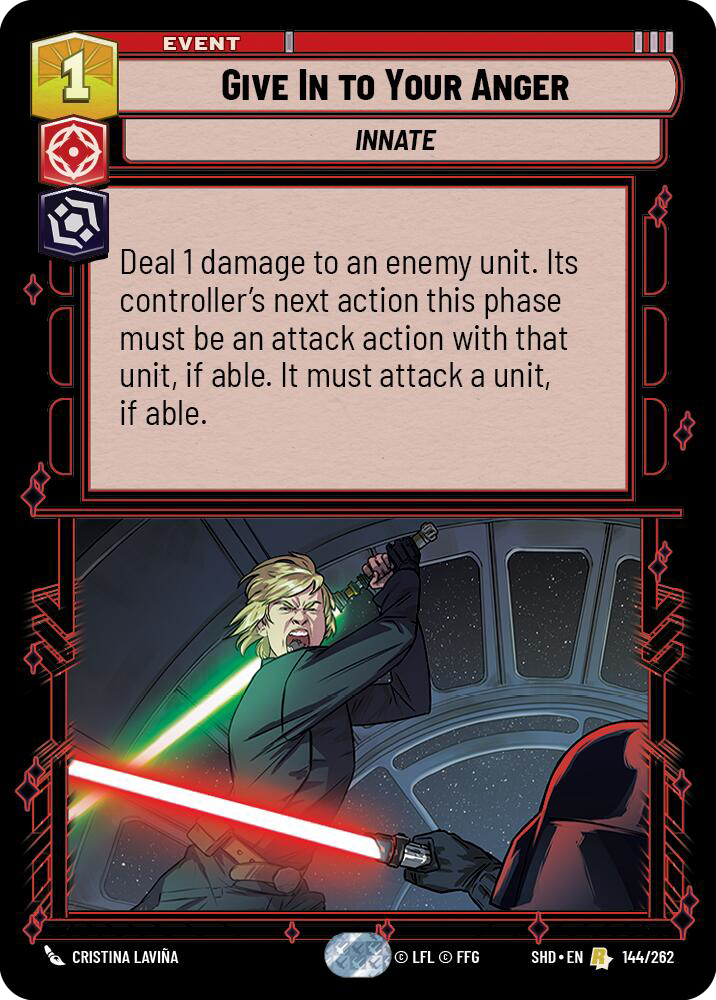 EVENT
1
GIVE IN TO YOUR ANGER
INNATE
Deal 1 damage to an enemy unit. Its
controller’s next action this phase
must be an attack action with that
unit, if able. It must attack a unit,
if able.
CRISTINA LAVIÑA
© LFL © FFG
SHD • EN R 144/262